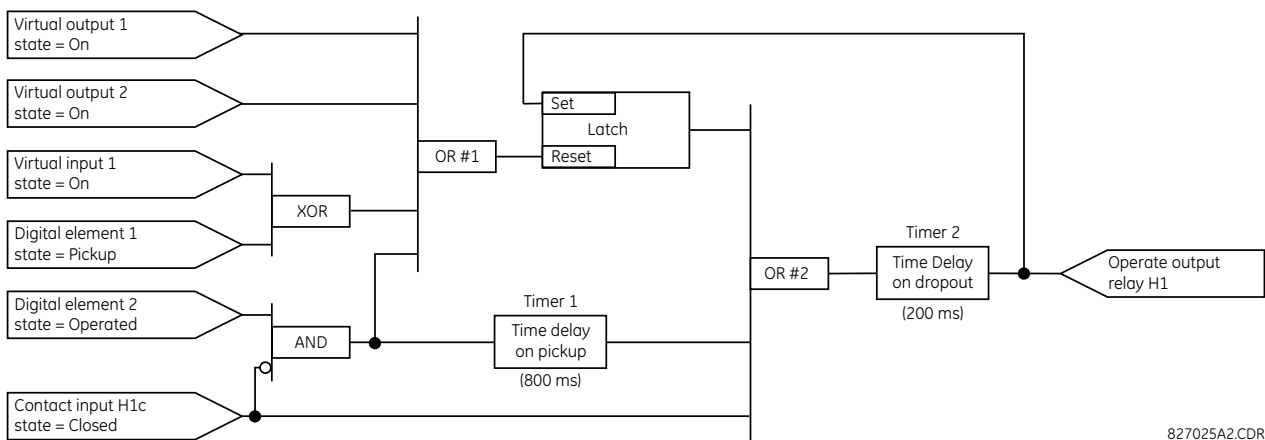 Virtual output 1
state = On
Virtual output 2
state = On
Virtual input 1
state = On
Digital element 1
state = Pickup
Digital element 2
state = Operated
Contact input H1c
state = Closed
XOR
AND
OR #1
Set
Latch
Reset
Timer 1
Time delay
on pickup
(800 ms)
OR #2
Timer 2
Time Delay
on dropout
(200 ms)
Operate output
relay H1
827025A2.CDR